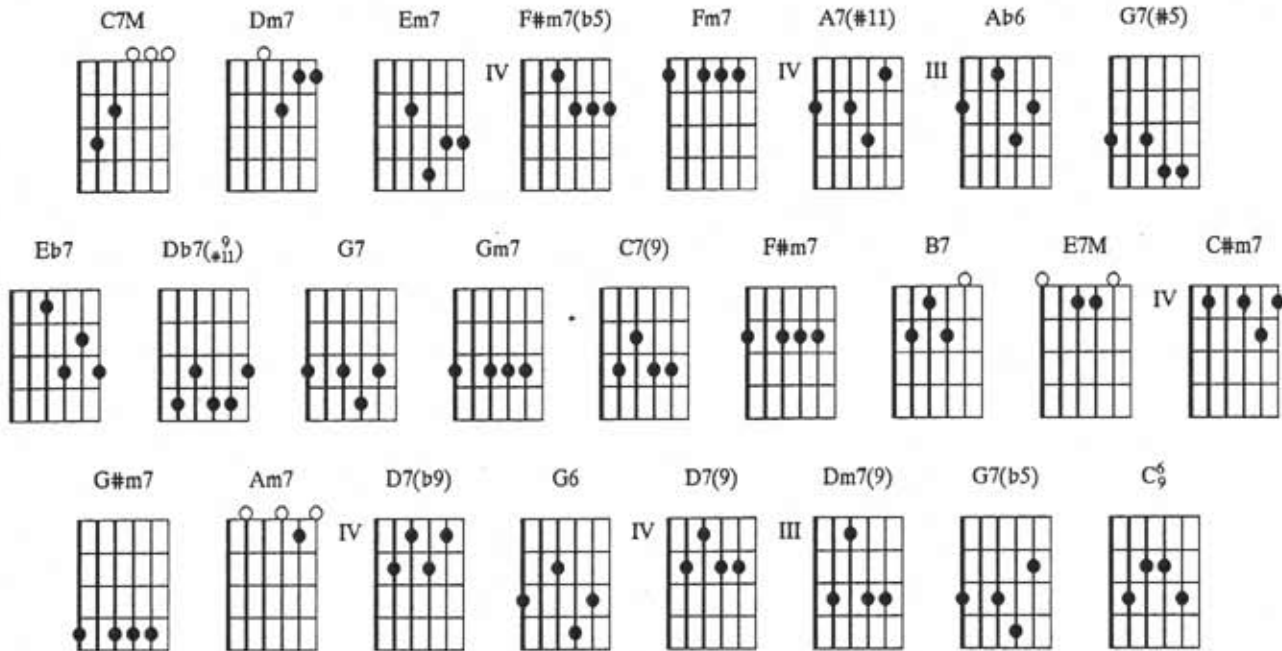 C7M Dm7 Em7 F#m7(b5) Fm7 A7(#11) Ab6 G7(#5)
IV IV III
Eb7 Db7(9 #11) G7 Gm7 C7(9) F#m7 B7 E7M C#m7
IV
G#m7 Am7 D7(b9) G6 D7(9) Dm7(9) G7(b5) C6 9
IV IV III